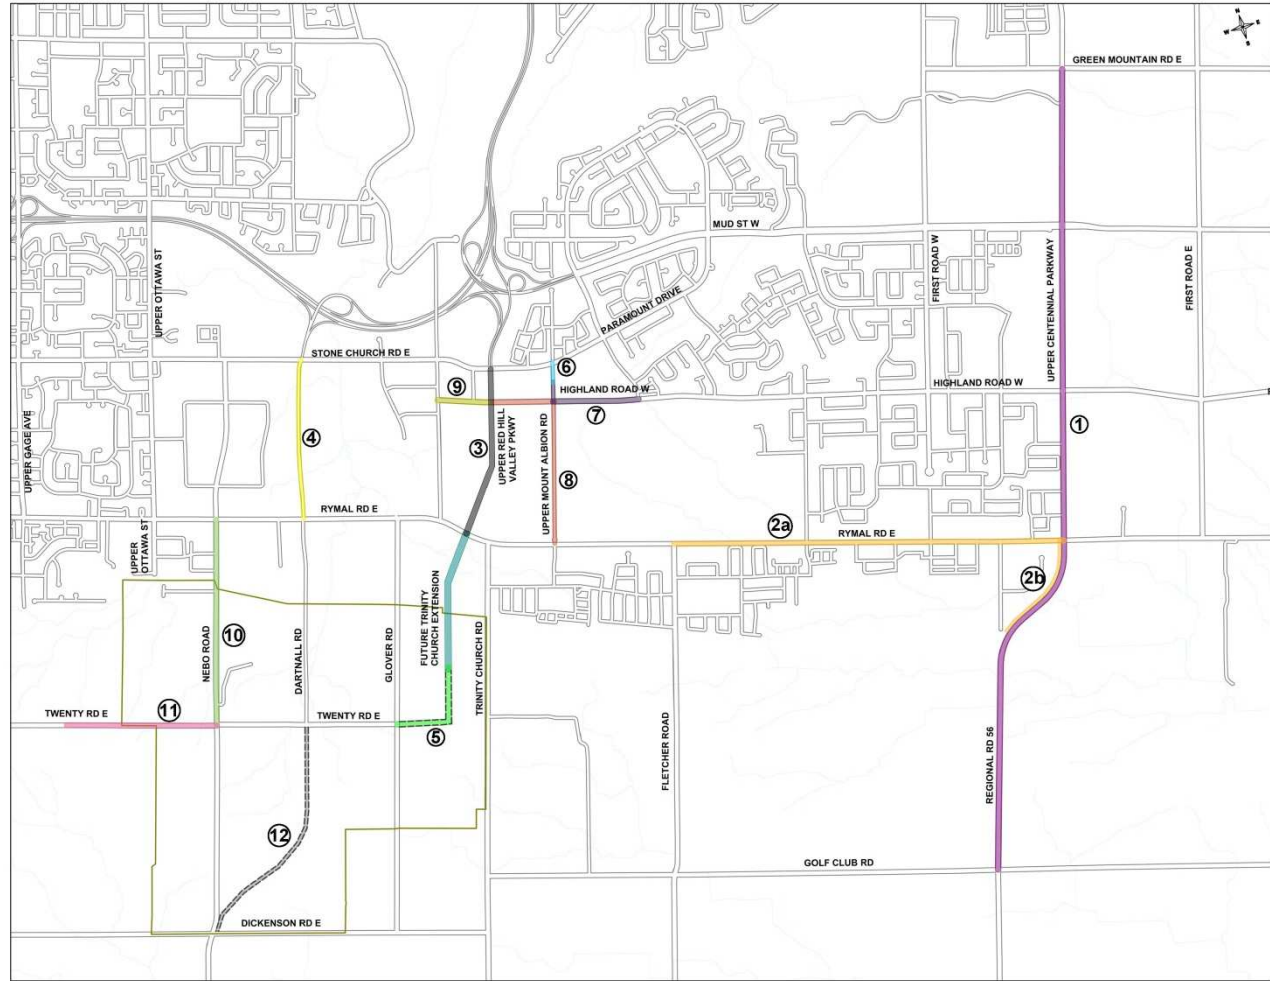 N
W
E
S
GREEN MOUNTAIN RD E
MUD ST W
UPPER OTTAWA ST
FIRST ROAD W
UPPER CENTENNIAL PARKWAY
FIRST ROAD E
PARAMOUNT DRIVE
STONE CHURCH RD E
6
9
HIGHLAND ROAD W
HIGHLAND ROAD W
7
UPPER GAGE AVE
4
3
UPPER RED HILL
VALLEY PKWY
UPPER MOUNT ALBION RD
8
1
RYMAL RD E
2a
RYMAL RD E
UPPER
OTTAWA ST
2b
FUTURE TRINITY
CHURCH EXTENSION
NEBO ROAD
10
DARTNALL RD
GLOVER RD
TRINITY CHURCH RD
TWENTY RD E
11
TWENTY RD E
5
FLETCHER ROAD
REGIONAL RD 56
12
GOLF CLUB RD
DICKENSON RD E